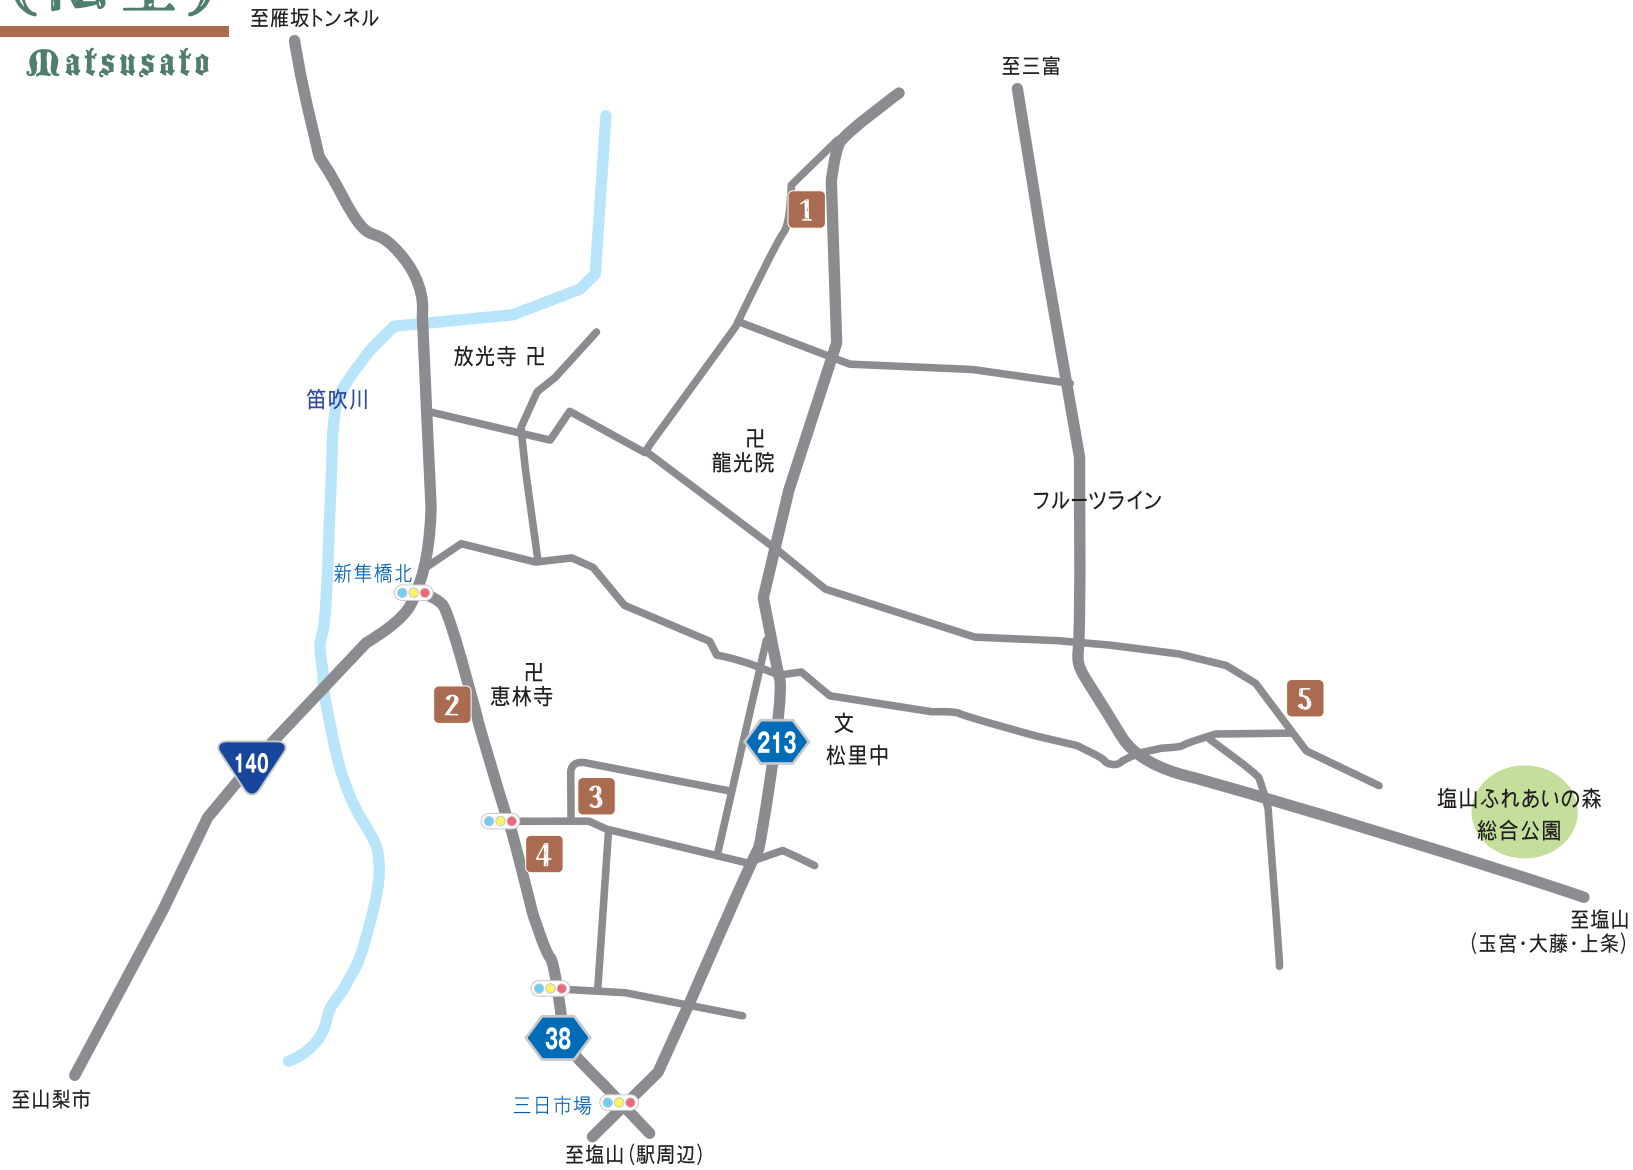 至雁坂トンネル
Matsusato
至三富
1
放光寺 卍
笛吹川
卍
龍光院
フルーツライン
新隼橋北
卍
恵林寺
2
5
文
松里中
213
140
3
4
塩山ふれあいの森
総合公園
至塩山
(玉宮・大藤・上条)
38
三日市場
至山梨市
至塩山(駅周辺)